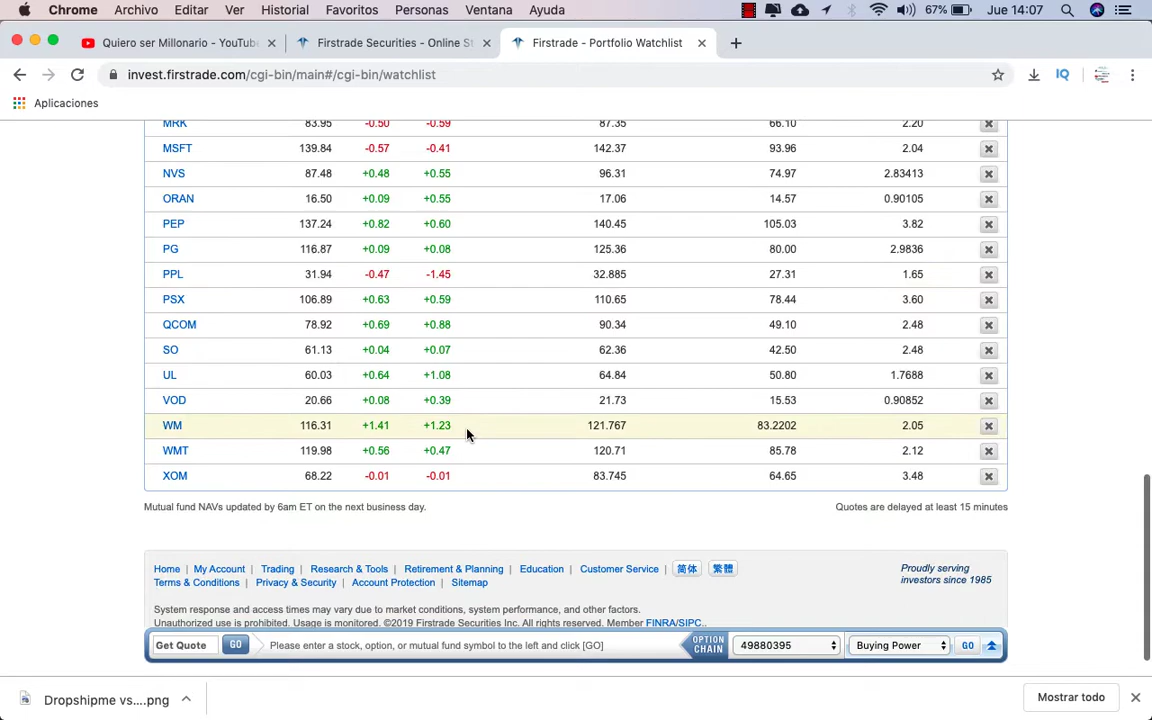 Chrome Archivo Editar Ver Historial Favoritos Personas Ventana Ayuda 67% Jue 14:07
Quiero ser Millonario - YouTube Firstrade Securities - Online St Firstrade - Portfolio Watchlist
invest.firstrade.com/cgi-bin/main#/cgi-bin/watchlist IQ
Aplicaciones
MRK 83.95 -0.50 -0.59 87.35 66.10 2.20
MSFT 139.84 -0.57 -0.41 142.37 93.96 2.04
NVS 87.48 +0.48 +0.55 96.31 74.97 2.83413
ORAN 16.50 +0.09 +0.55 17.06 14.57 0.90105
PEP 137.24 +0.82 +0.60 140.45 105.03 3.82
PG 116.87 +0.09 +0.08 125.36 80.00 2.9836
PPL 31.94 -0.47 -1.45 32.885 27.31 1.65
PSX 106.89 +0.63 +0.59 110.65 78.44 3.60
QCOM 78.92 +0.69 +0.88 90.34 49.10 2.48
SO 61.13 +0.04 +0.07 62.36 42.50 2.48
UL 60.03 +0.64 +1.08 64.84 50.80 1.7688
VOD 20.66 +0.08 +0.39 21.73 15.53 0.90852
WM 116.31 +1.41 +1.23 121.767 83.2202 2.05
WMT 119.98 +0.56 +0.47 120.71 85.78 2.12
XOM 68.22 -0.01 -0.01 83.745 64.65 3.48
Mutual fund NAVs updated by 6am ET on the next business day. Quotes are delayed at least 15 minutes
Home | My Account | Trading | Research & Tools | Retirement & Planning | Education | Customer Service | 简体 繁體
Terms & Conditions | Privacy & Security | Account Protection | Sitemap
Proudly serving
investors since 1985
System response and access times may vary due to market conditions, system performance, and other factors.
Unauthorized use is prohibited. Usage is monitored. ©2019 Firstrade Securities Inc. All rights reserved. Member FINRA/SIPC..
Get Quote GO Please enter a stock, option, or mutual fund symbol to the left and click [GO] OPTION CHAIN 49880395 Buying Power GO
Dropshipme vs....png Mostrar todo